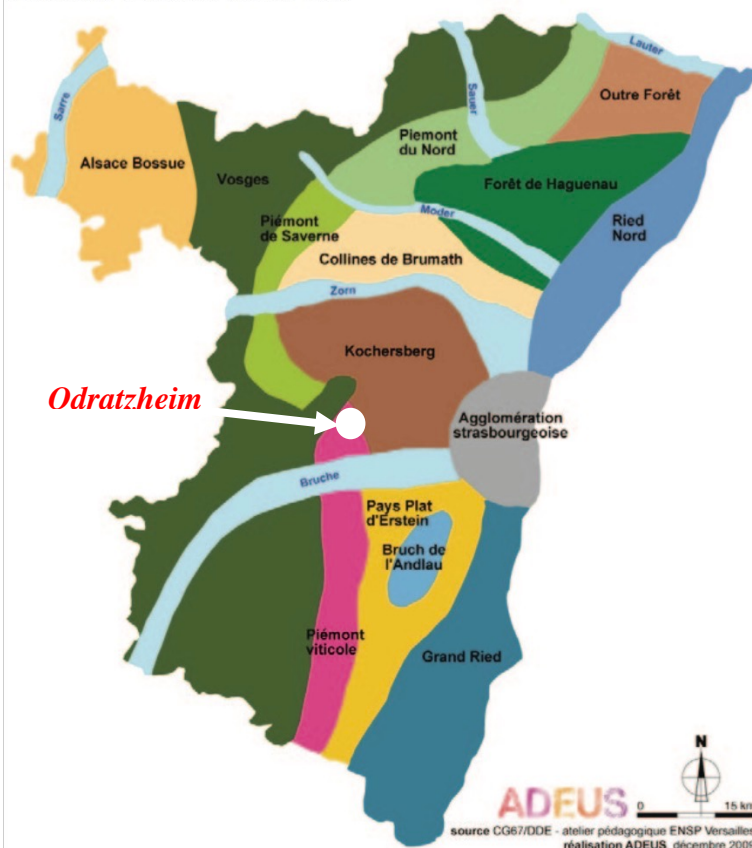 Lauter
Sarre
Sauer
Outre Forêt
Piemont
du Nord
Alsace Bossue
Vosges
Forêt de Haguenau
Moder
Piémont
de Saverne
Ried
Nord
Collines de Brumath
Zorn
Kochersberg
Odratzheim
Agglomération
strasbourgeoise
Bruche
Pays Plat
d'Erstein
Bruch de
l'Andlau
Piémont
viticole
Grand Ried
N
ADEUS
0 15 km
source CG67/DDE - atelier pédagogique ENSP Versailles
réalisation ADEUS, décembre